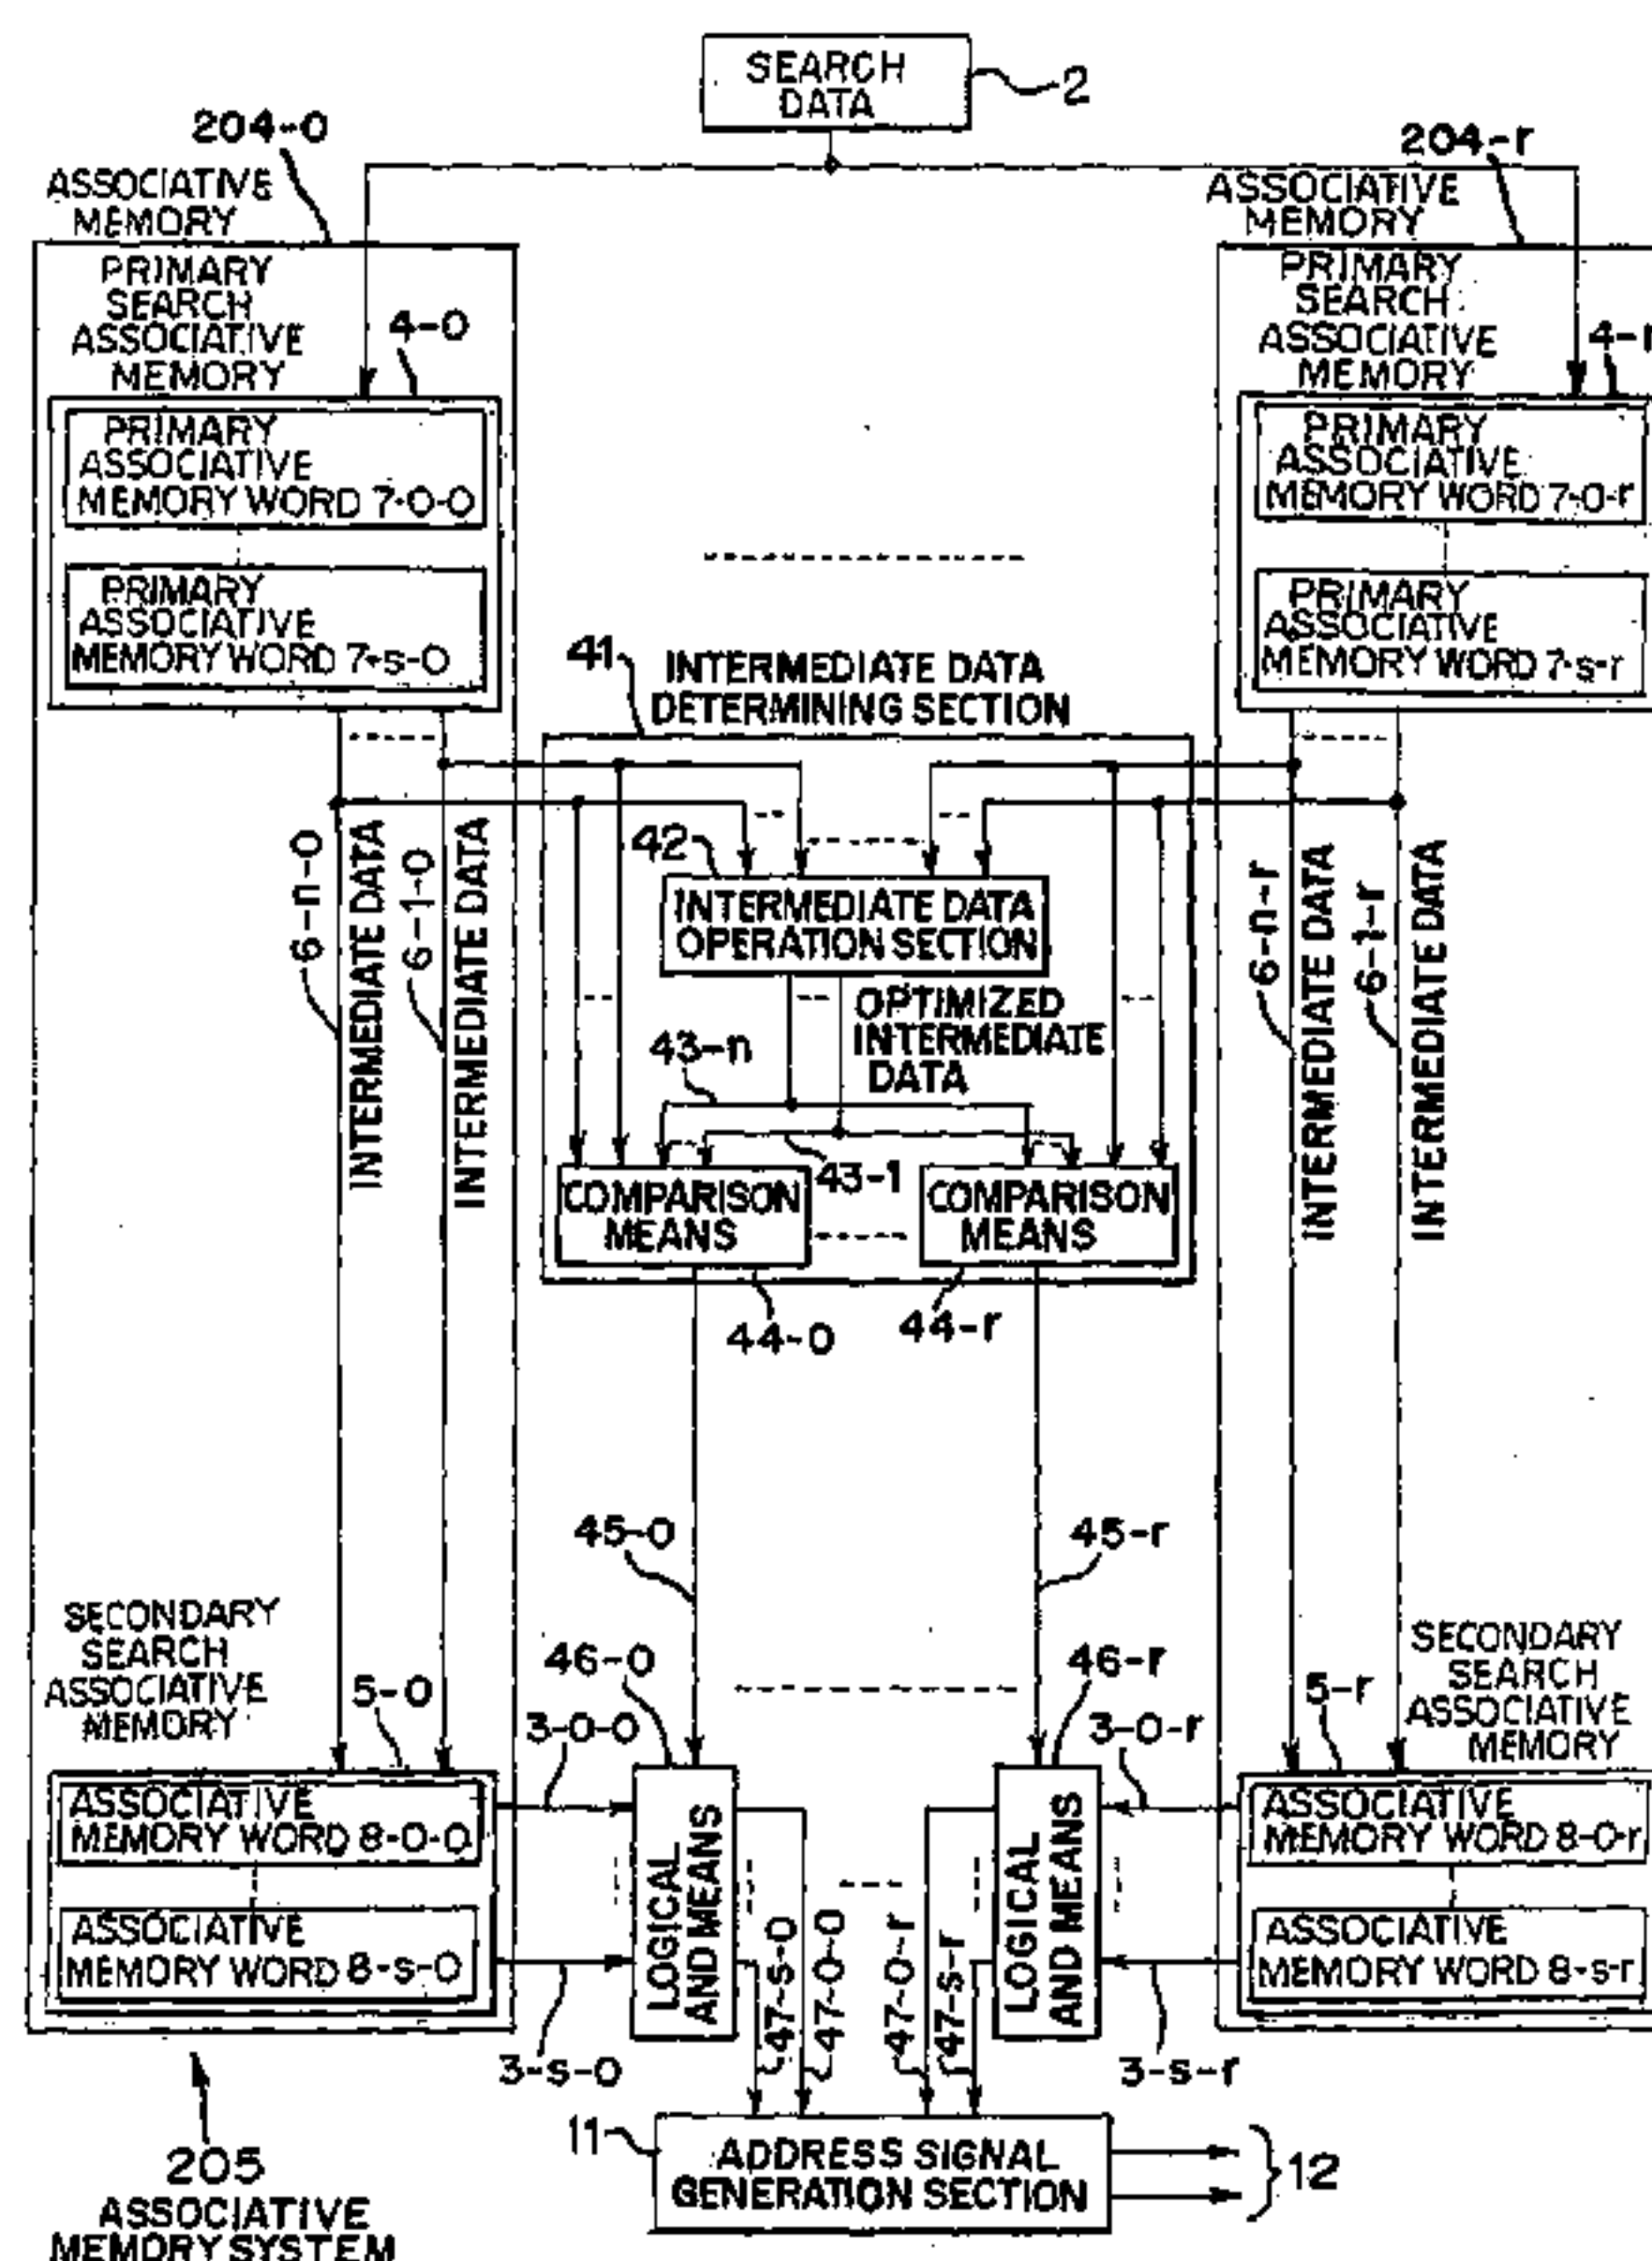 SEARCH
DATA
2
204-0
ASSOCIATIVE
MEMORY
204-r
ASSOCIATIVE
MEMORY
PRIMARY
SEARCH
ASSOCIATIVE
MEMORY
4-0
PRIMARY
ASSOCIATIVE
MEMORY WORD 7-0-0
PRIMARY
ASSOCIATIVE
MEMORY WORD 7-s-0
PRIMARY
SEARCH
ASSOCIATIVE
MEMORY
4-r
PRIMARY
ASSOCIATIVE
MEMORY WORD 7-0-r
PRIMARY
ASSOCIATIVE
MEMORY WORD 7-s-r
41
INTERMEDIATE DATA
DETERMINING SECTION
42
INTERMEDIATE DATA
OPERATION SECTION
6-n-0
INTERMEDIATE DATA
6-1-0
INTERMEDIATE DATA
6-n-r
INTERMEDIATE DATA
6-1-r
INTERMEDIATE DATA
OPTIMIZED
INTERMEDIATE
DATA
43-n
43-1
COMPARISON
MEANS
COMPARISON
MEANS
44-0
44-r
45-0
45-r
SECONDARY
SEARCH
ASSOCIATIVE
MEMORY
5-0
46-0
3-0-0
46-r
3-0-r
5-r
SECONDARY
SEARCH
ASSOCIATIVE
MEMORY
ASSOCIATIVE
MEMORY WORD 8-0-0
ASSOCIATIVE
MEMORY WORD 8-s-0
LOGICAL
AND MEANS
47-s-0
47-0-0
47-0-r
47-s-r
LOGICAL
AND MEANS
ASSOCIATIVE
MEMORY WORD 8-0-r
ASSOCIATIVE
MEMORY WORD 8-s-r
3-s-0
3-s-r
11
ADDRESS SIGNAL
GENERATION SECTION
12
205
ASSOCIATIVE
MEMORY SYSTEM